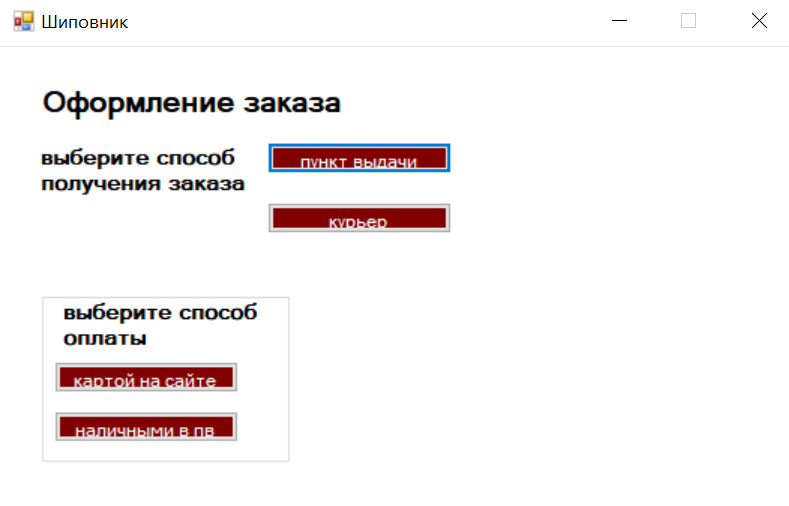 Шиповник
Оформление заказа
выберите способ
получения заказа
пункт выдачи
курьер
выберите способ
оплаты
картой на сайте
наличными в пв